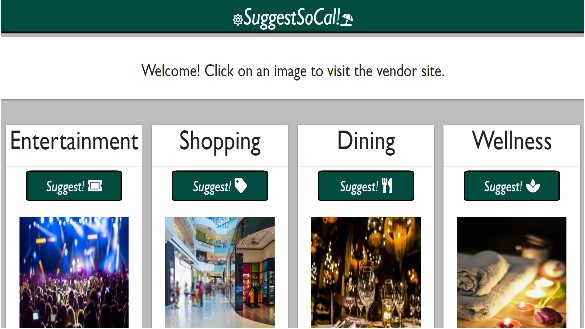 SuggestSoCal!
Welcome! Click on an image to visit the vendor site.
Entertainment
Shopping
Dining
Wellness
Suggest!
Suggest!
Suggest!
Suggest!